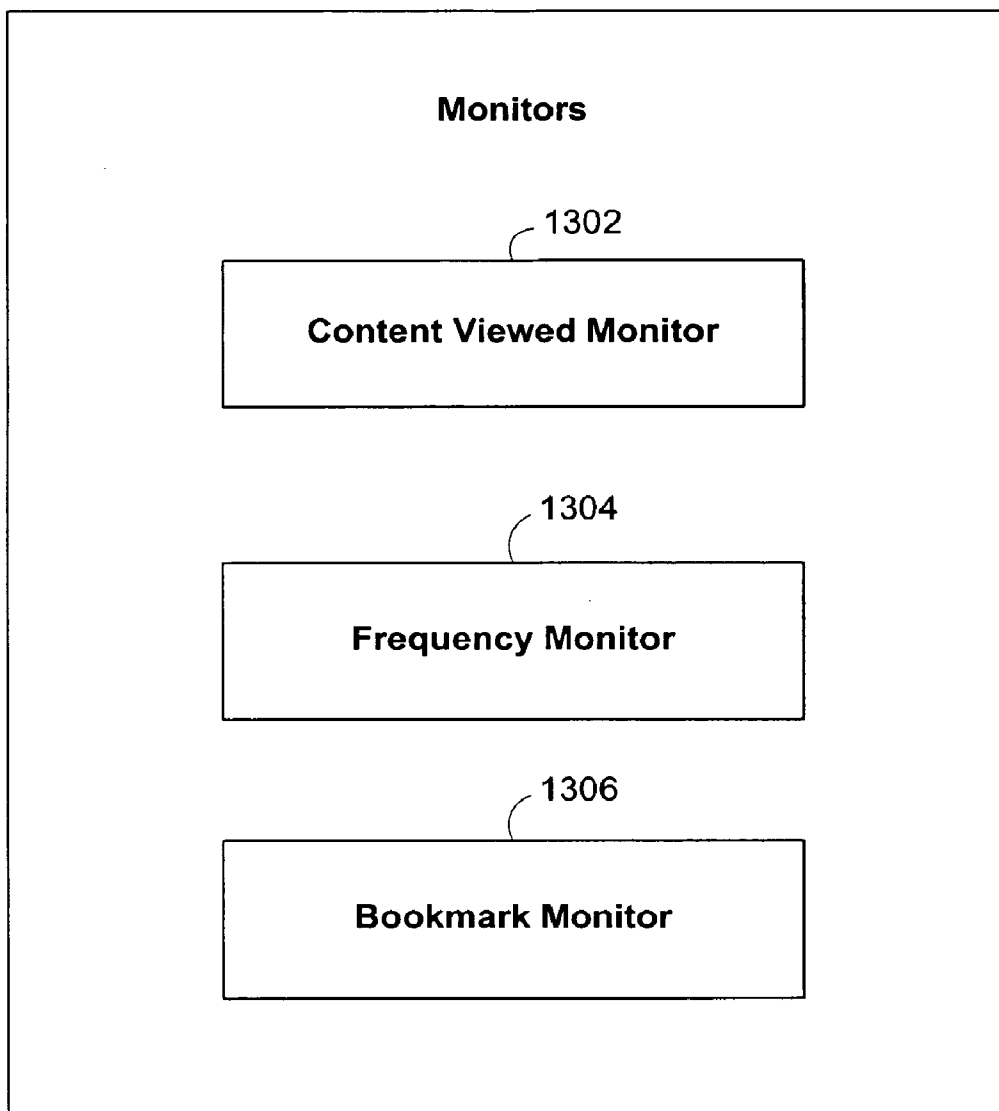 Monitors
1302
Content Viewed Monitor
1304
Frequency Monitor
1306
Bookmark Monitor